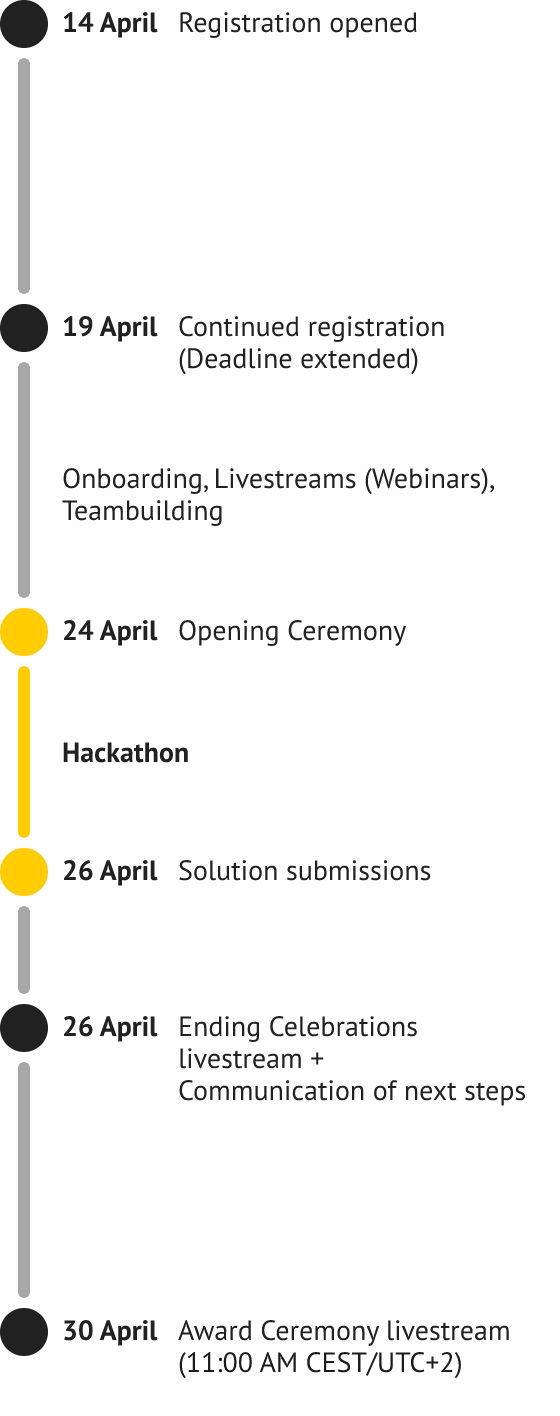 14 April Registration opened
19 April Continued registration
(Deadline extended)
Onboarding, Livestreams (Webinars),
Teambuilding
24 April Opening Ceremony
Hackathon
26 April Solution submissions
26 April Ending Celebrations
livestream +
Communication of next steps
30 April Award Ceremony livestream
(11:00 AM CEST/UTC+2)